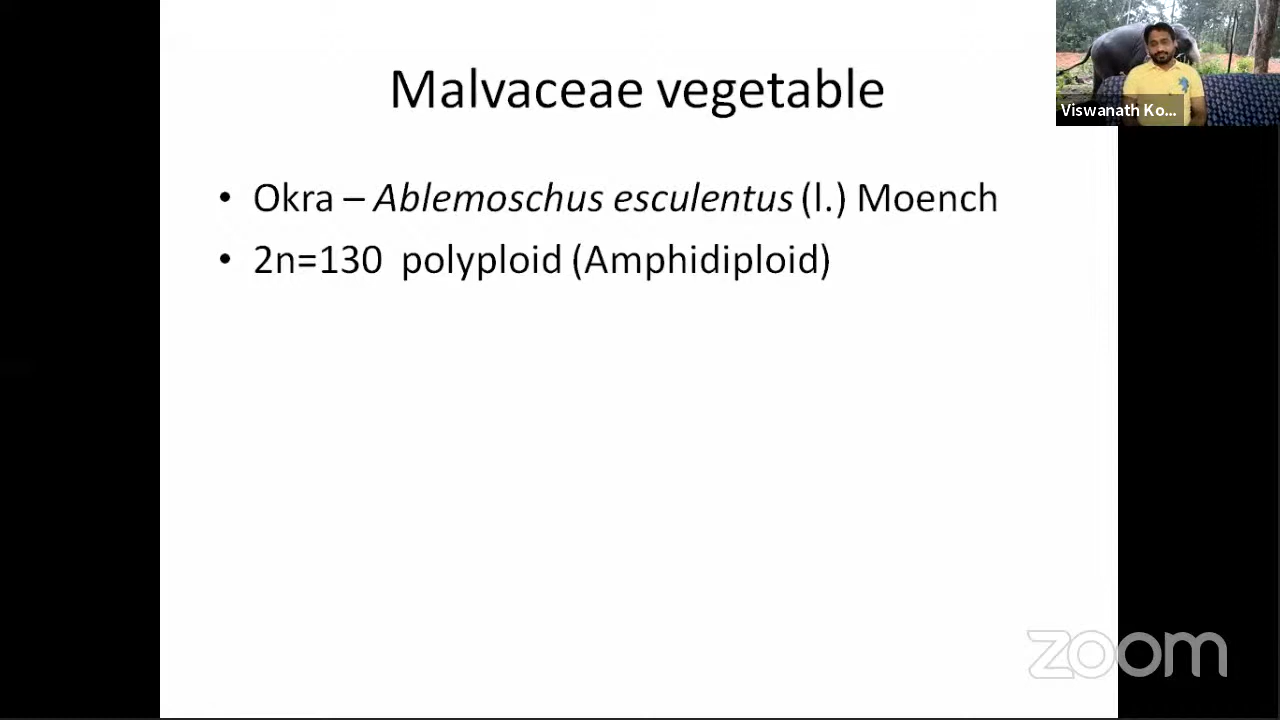 Malvaceae vegetable
Viswanath Ko...
• Okra – Ablemoschus esculentus (l.) Moench
• 2n=130 polyploid (Amphidiploid)
zoom